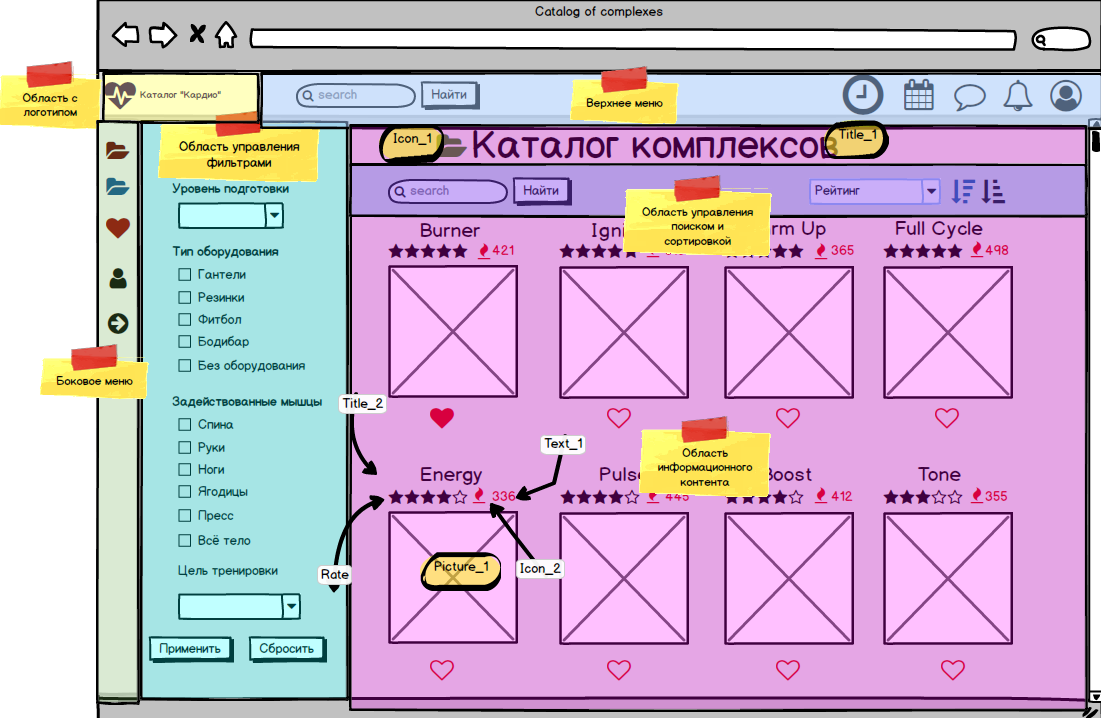 Catalog of complexes
Область с
логотипом
Каталог "Кардио"
search
Найти
Верхнее меню
Область управления
фильтрами
Icon_1
Каталог комплексов
Title_1
search
Найти
Область управления
поиском и
сортировкой
Рейтинг
Уровень подготовки
Тип оборудования
Гантели
Резинки
Фитбол
Бодибар
Без оборудования
Задействованные мышцы
Спина
Руки
Ноги
Ягодицы
Пресс
Всё тело
Цель тренировки
Применить
Сбросить
Боковое меню
Burner
421
Up
365
Full Cycle
498
Title_2
Text_1
Область
информационного
контента
Energy
336
Pulse
445
Boost
412
Tone
355
Rate
Picture_1
Icon_2